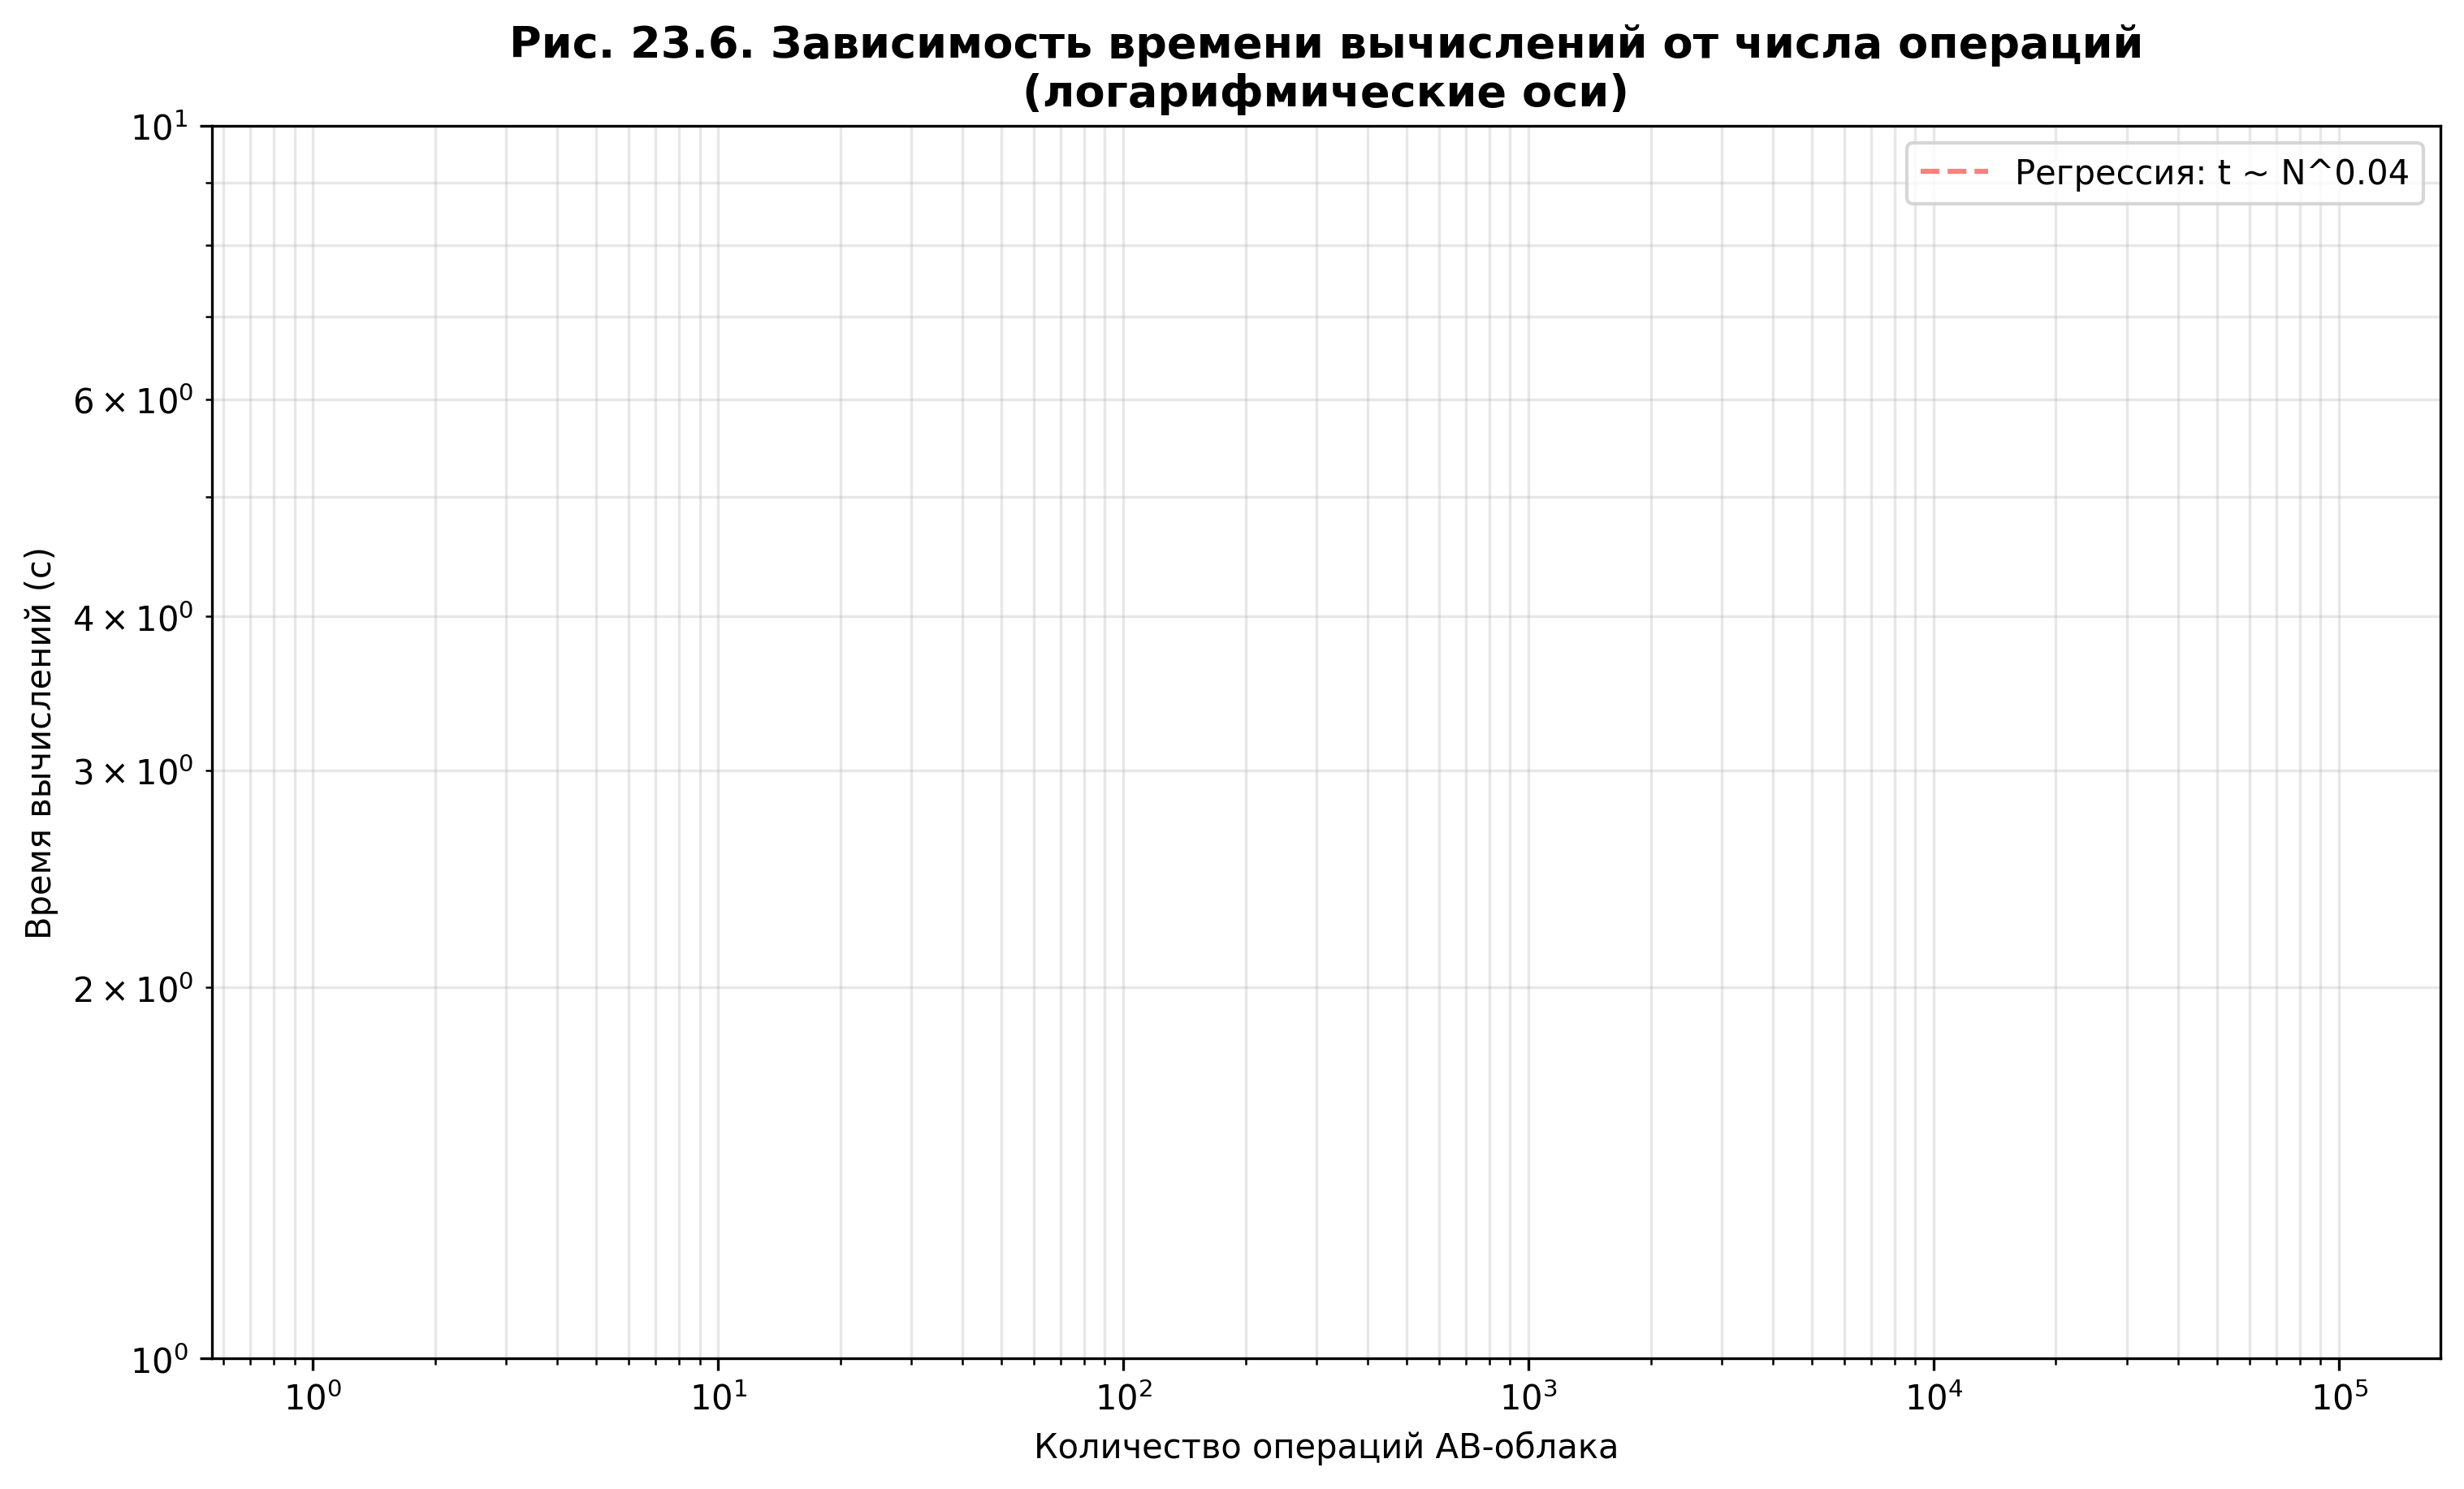 Рис. 23.6. Зависимость времени вычислений от числа операций
(логарифмические оси)
10¹
Регрессия: t ~ N^0.04
6 × 10⁰
4 × 10⁰
3 × 10⁰
2 × 10⁰
10⁰
Время вычислений (с)
10⁰ 10¹ 10² 10³ 10⁴ 10⁵
Количество операций АВ-облака